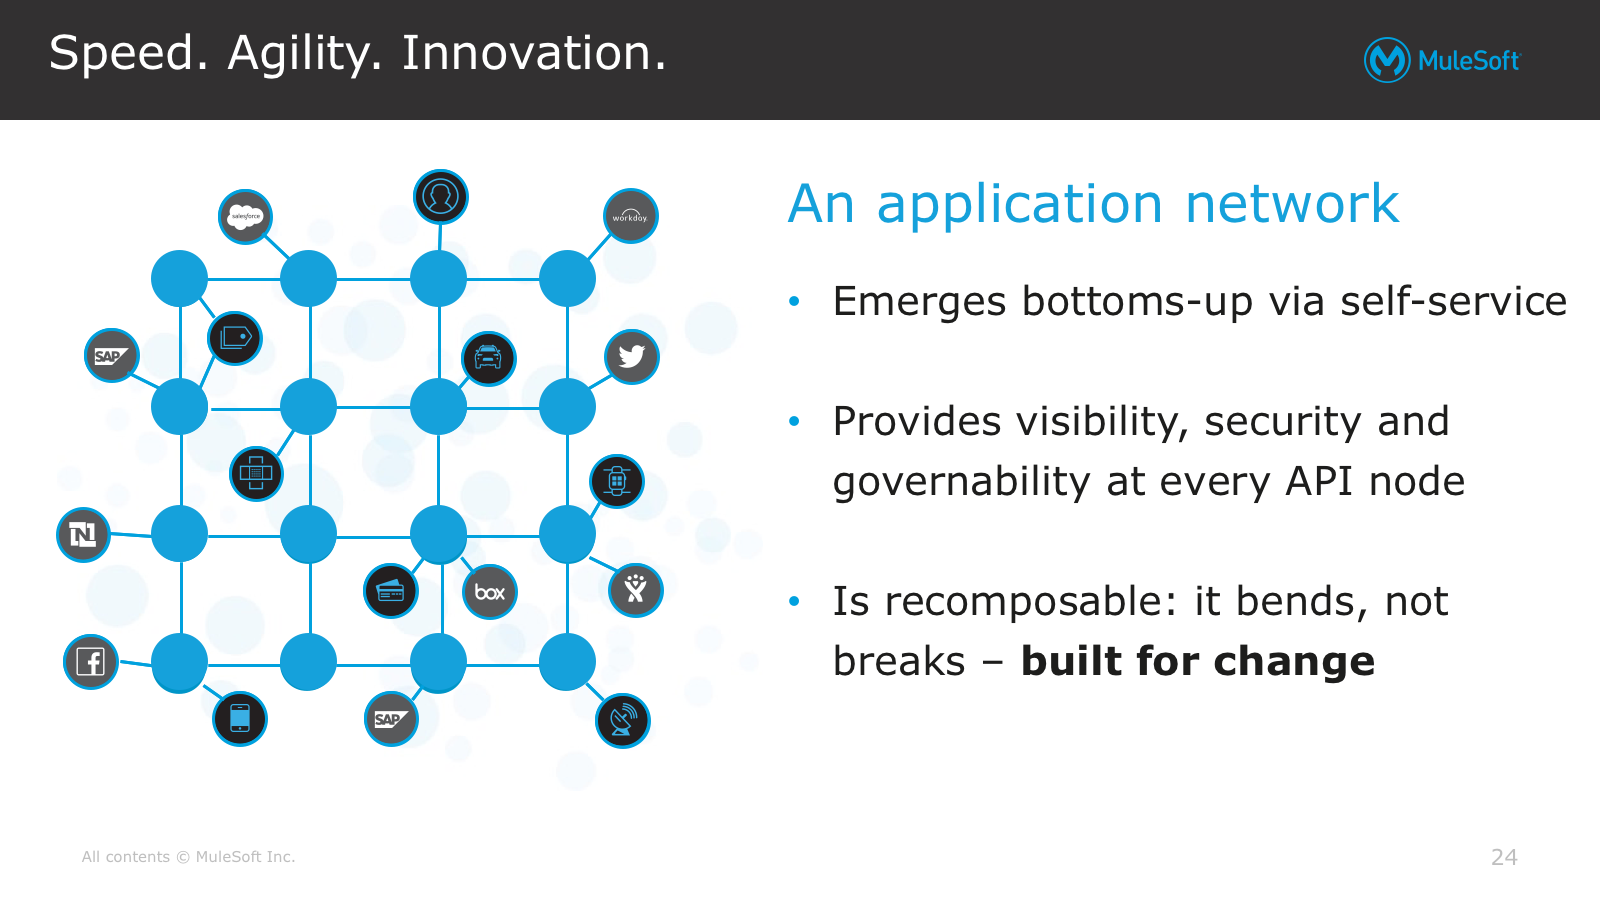 Speed. Agility. Innovation.
MuleSoft
An application network
• Emerges bottoms-up via self-service
• Provides visibility, security and
governability at every API node
• Is recomposable: it bends, not
breaks – built for change
salesforce
workday.
SAP
N
box
f
SAP
All contents © MuleSoft Inc.
24